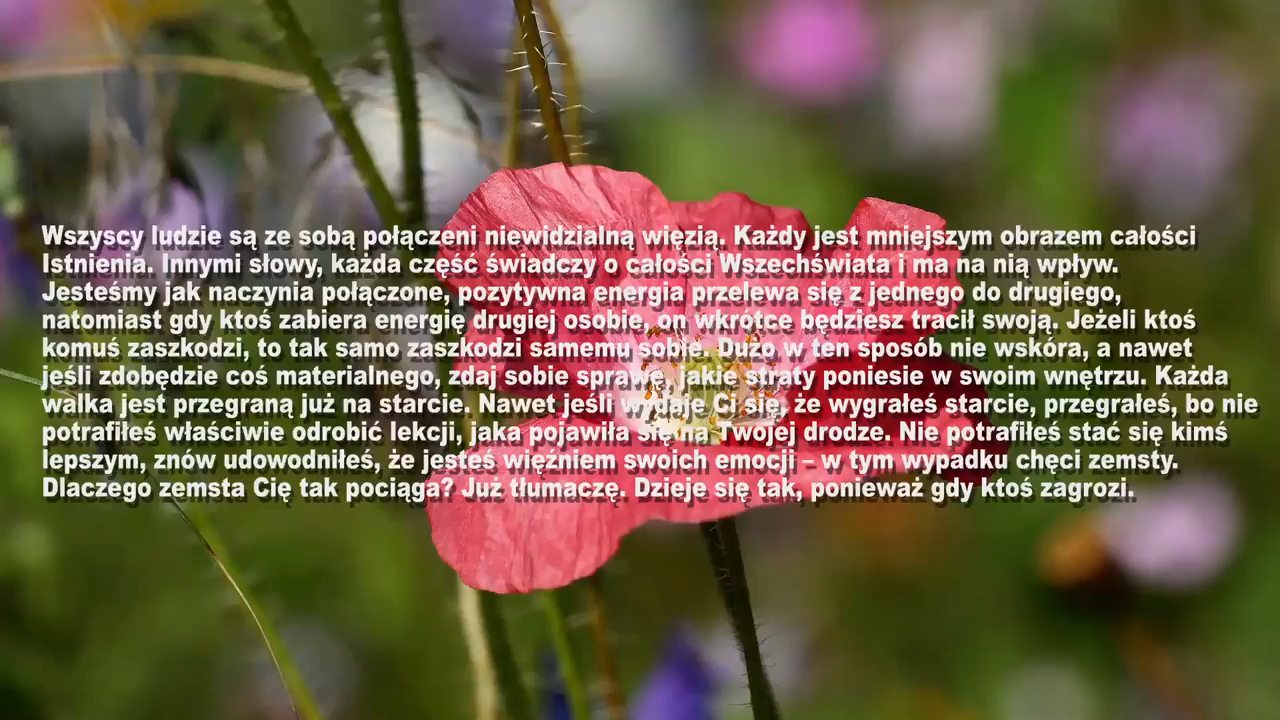 Wszyscy ludzie są ze sobą połączeni niewidzialną więzią. Każdy jest mniejszym obrazem całości
Istnienia. Innymi słowy, każda część świadczy o całości Wszechświata i ma na nią wpływ.
Jesteśmy jak naczynia połączone, pozytywna energia przelewa się z jednego do drugiego,
natomiast gdy ktoś zabiera energię drugiej osobie, on wkrótce będziesz tracił swoją. Jeżeli ktoś
komuś zaszkodzi, to tak samo zaszkodzi samemu sobie. Dużo w ten sposób nie wskóra, a nawet
jeśli zdobędzie coś materialnego, zdaj sobie sprawę, jakie straty poniesie w swoim wnętrzu. Każda
walka jest przegraną już na starcie. Nawet jeśli wydaje Ci się, że wygrałeś starcie, przegrałeś, bo nie
potrafiłeś właściwie odrobić lekcji, jaka pojawiła się na Twojej drodze. Nie potrafiłeś stać się kimś
lepszym, znów udowodniłeś, że jesteś więźniem swoich emocji – w tym wypadku chęci zemsty.
Dlaczego zemsta Cię tak pociąga? Już tłumaczę. Dzieje się tak, ponieważ gdy ktoś zagrozi.